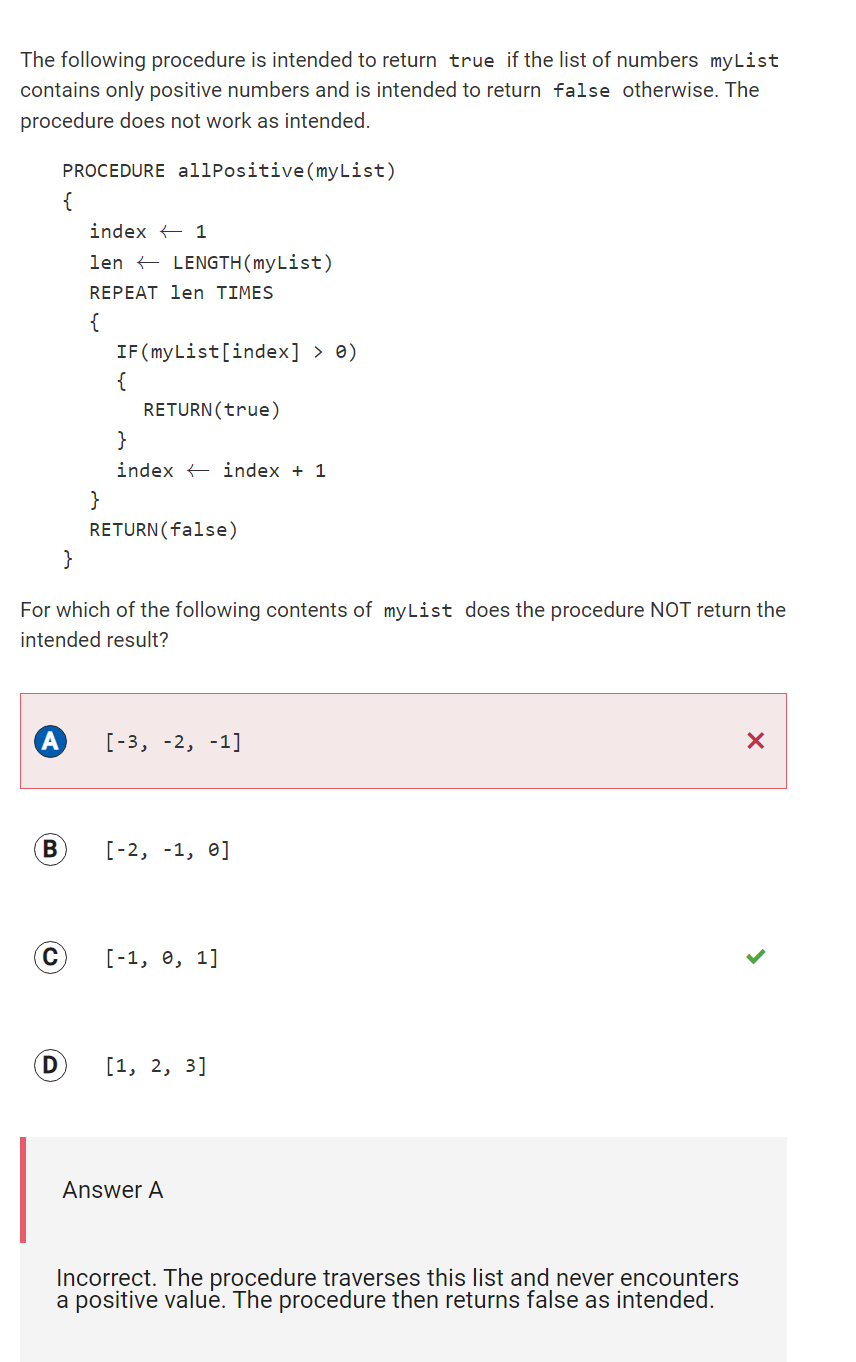 The following procedure is intended to return true if the list of numbers myList
contains only positive numbers and is intended to return false otherwise. The
procedure does not work as intended.
PROCEDURE allPositive(myList)
{
index ← 1
len ← LENGTH(myList)
REPEAT len TIMES
{
IF(myList[index] > 0)
{
RETURN(true)
}
index ← index + 1
}
RETURN(false)
}
For which of the following contents of myList does the procedure NOT return the
intended result?
A [-3, -2, -1]
B [-2, -1, 0]
C [-1, 0, 1]
D [1, 2, 3]
Answer A
Incorrect. The procedure traverses this list and never encounters
a positive value. The procedure then returns false as intended.